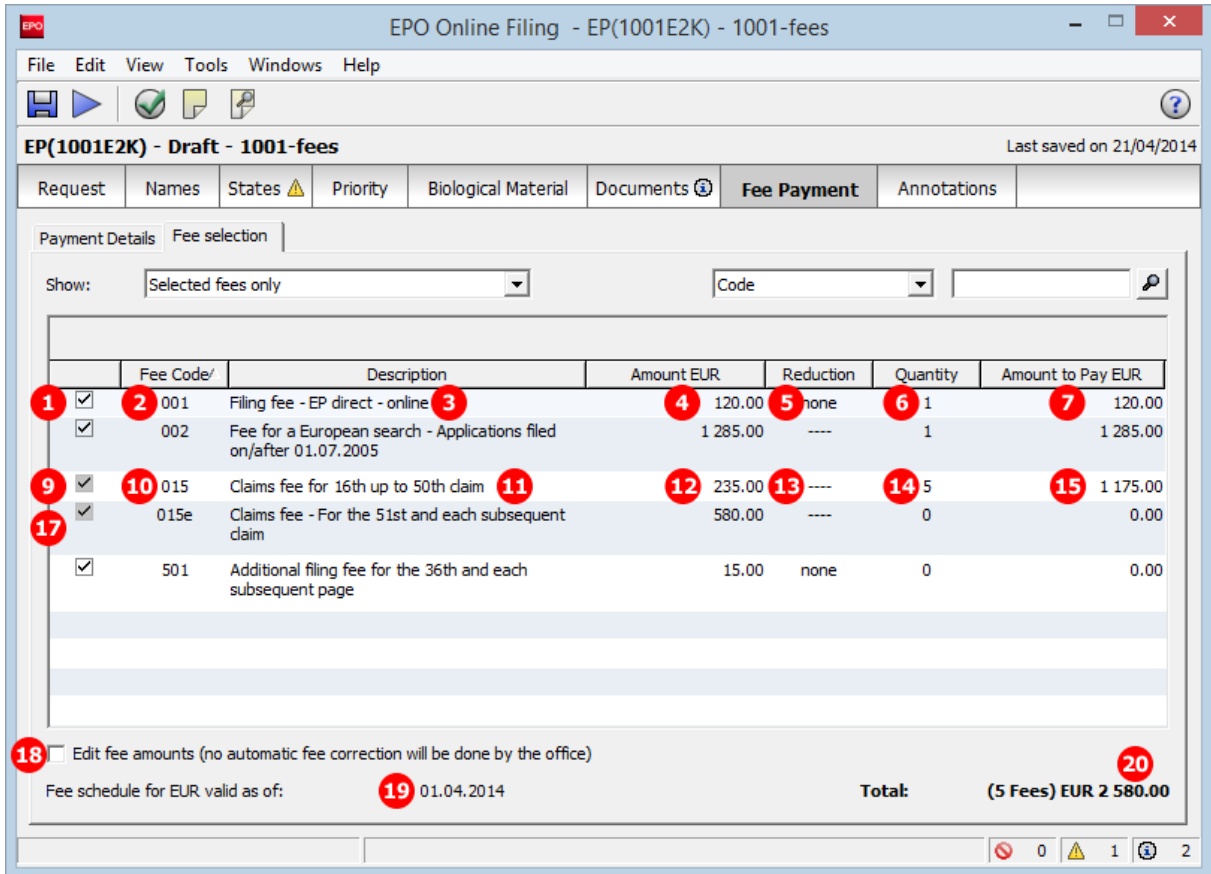 EPO EPO Online Filing - EP(1001E2K) - 1001-fees
File Edit View Tools Windows Help
EP(1001E2K) - Draft - 1001-fees Last saved on 21/04/2014
Request Names States Priority Biological Material Documents Fee Payment Annotations
Payment Details Fee selection
Show: Selected fees only Code
Fee Code Description Amount EUR Reduction Quantity Amount to Pay EUR
1 2 001 Filing fee - EP direct - online 3 4 120.00 5 none 6 1 7 120.00
002 Fee for a European search - Applications filed 1 285.00 ---- 1 1 285.00
on/after 01.07.2005
9 10 015 Claims fee for 16th up to 50th claim 11 12 235.00 13 ---- 14 5 15 1 175.00
17 015e Claims fee - For the 51st and each subsequent 580.00 ---- 0 0.00
claim
501 Additional filing fee for the 36th and each 15.00 none 0 0.00
subsequent page
18 Edit fee amounts (no automatic fee correction will be done by the office)
20
Fee schedule for EUR valid as of: 19 01.04.2014 Total: (5 Fees) EUR 2 580.00
0 1 2